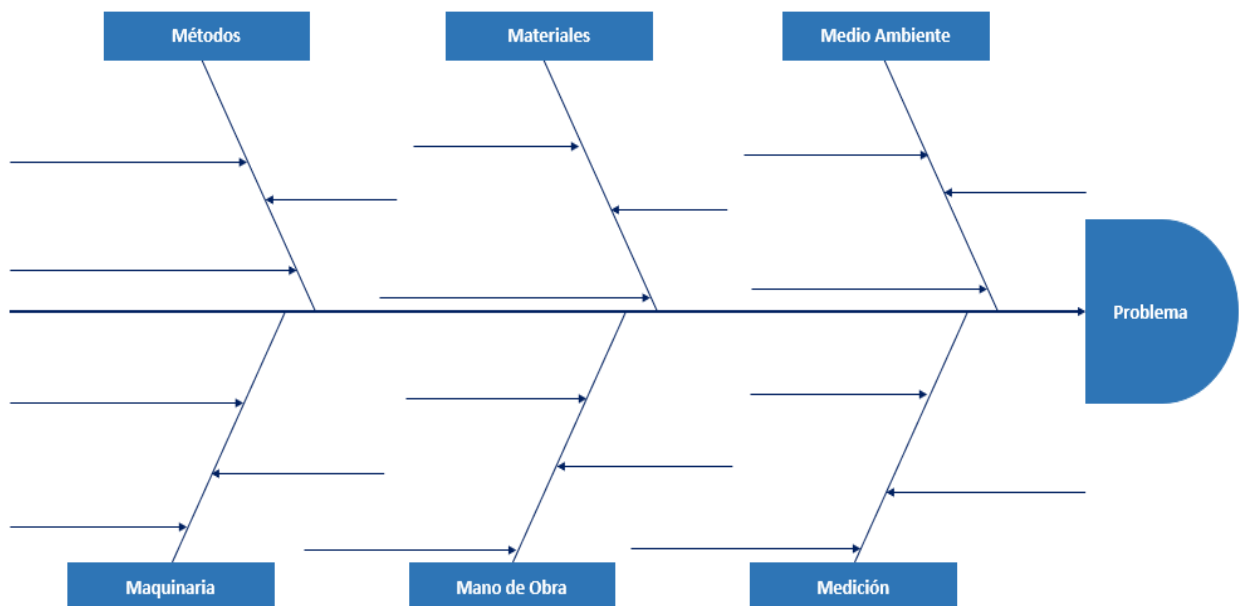 Métodos
Materiales
Medio Ambiente
Problema
Maquinaria
Mano de Obra
Medición